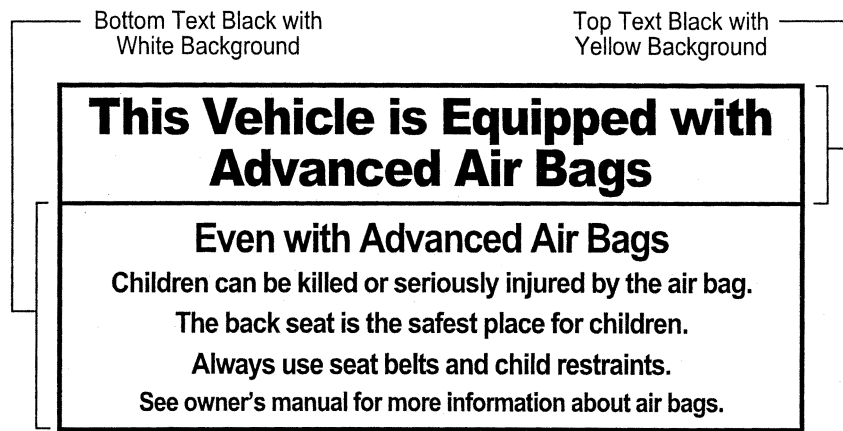 Bottom Text Black with
White Background
Top Text Black with
Yellow Background
This Vehicle is Equipped with
Advanced Air Bags
Even with Advanced Air Bags
Children can be killed or seriously injured by the air bag.
The back seat is the safest place for children.
Always use seat belts and child restraints.
See owner's manual for more information about air bags.